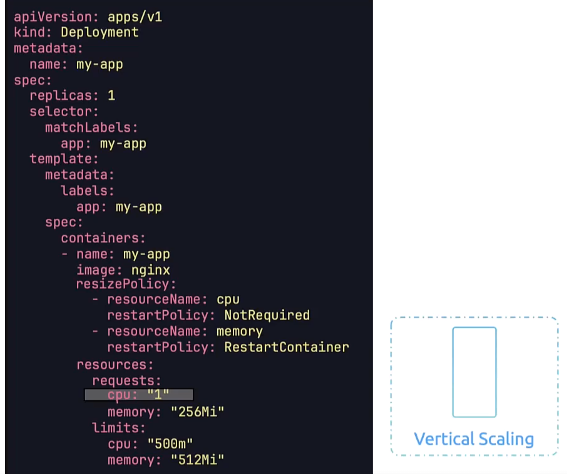 apiVersion: apps/v1
kind: Deployment
metadata:
  name: my-app
spec:
  replicas: 1
  selector:
    matchLabels:
      app: my-app
  template:
    metadata:
      labels:
        app: my-app
    spec:
      containers:
      - name: my-app
        image: nginx
        resizePolicy:
          - resourceName: cpu
            restartPolicy: NotRequired
          - resourceName: memory
            restartPolicy: RestartContainer
        resources:
          requests:
            cpu: "1"
            memory: "256Mi"
          limits:
            cpu: "500m"
            memory: "512Mi"
Vertical Scaling